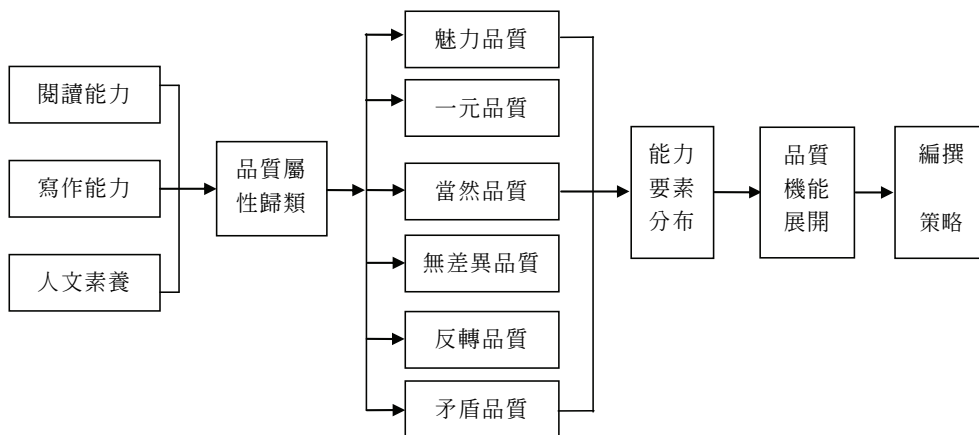 閱讀能力
寫作能力
人文素養
品質屬
性歸類
魅力品質
一元品質
當然品質
無差異品質
反轉品質
矛盾品質
能力
要素
分布
品質
機能
展開
編撰
策略